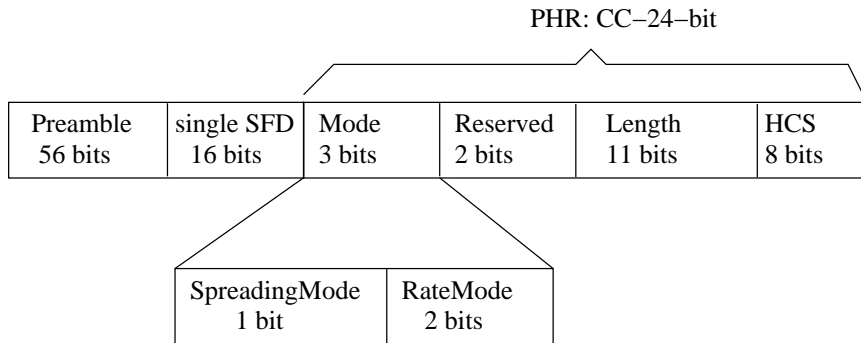 PHR: CC−24−bit
Preamble single SFD Mode Reserved Length HCS
56 bits 16 bits 3 bits 2 bits 11 bits 8 bits
SpreadingMode RateMode
1 bit 2 bits